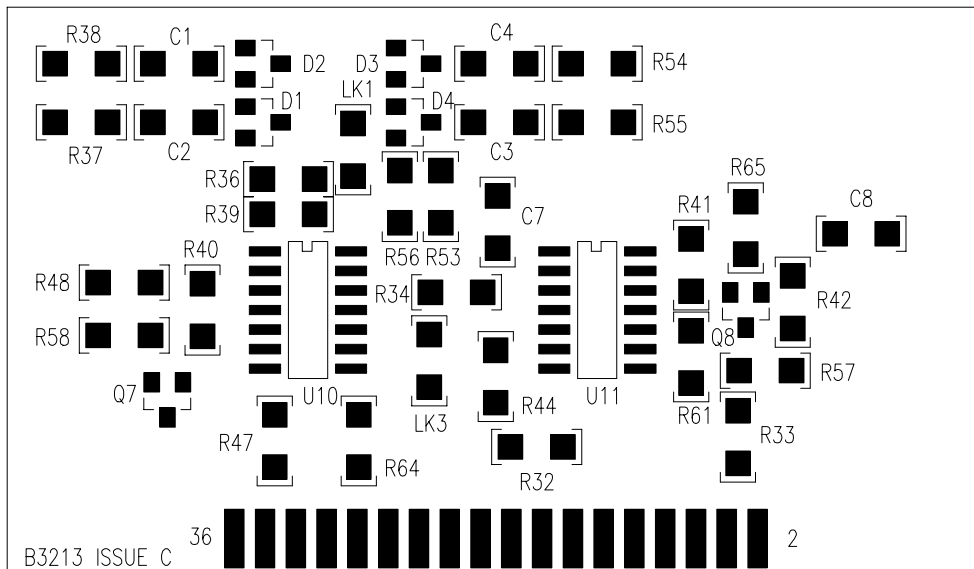 R38 C1 D2 D3 C4 R54
LK1
D1 D4
R37 C2 C3 R55
R36 R65
R39 C7 R41 C8
R40 R56 R53
R48 R34 R42
R58 Q8
Q7 U10 U11 R57
LK3 R44 R61
R47 R64 R33
R32
36 2
B3213 ISSUE C